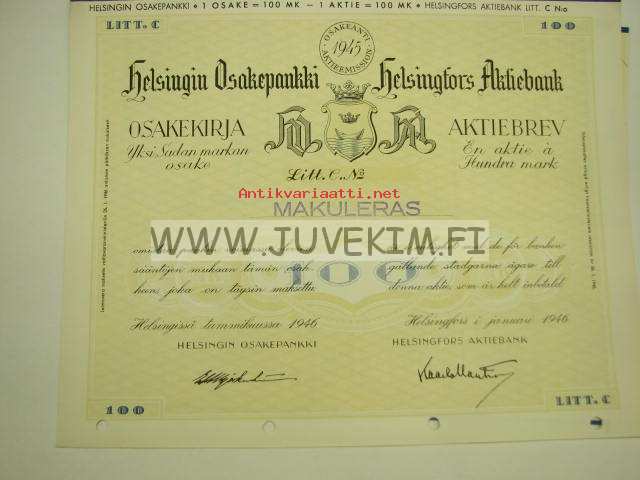 HELSINGIN OSAKEPANKKI • 1 OSAKE = 100 MK — 1 AKTIE = 100 MK • HELSINGFORS AKTIEBANK LITT. C N:o
LITT. C
100
OSAKEANTI
1945
AKTIEEMISSION
Helsingin Osakepankki
Helsingfors Aktiebank
OSAKEKIRJA
AKTIEBREV
Yksi Sadan markan
osake
En aktie à
Hundra mark
Litt. C. No
Antikvariaatti.net
MAKULERAS
WWW.JUVEKIM.FI
sääntöjen mukaan tämän osak-
keen, joka on täysin maksettu.
100
gällande stadgarna ägare till
denna aktie, som är helt inbetald.
Helsingissä tammikuussa 1946
Helsingfors i januari 1946
HELSINGIN OSAKEPANKKI
HELSINGFORS AKTIEBANK
100
LITT. C